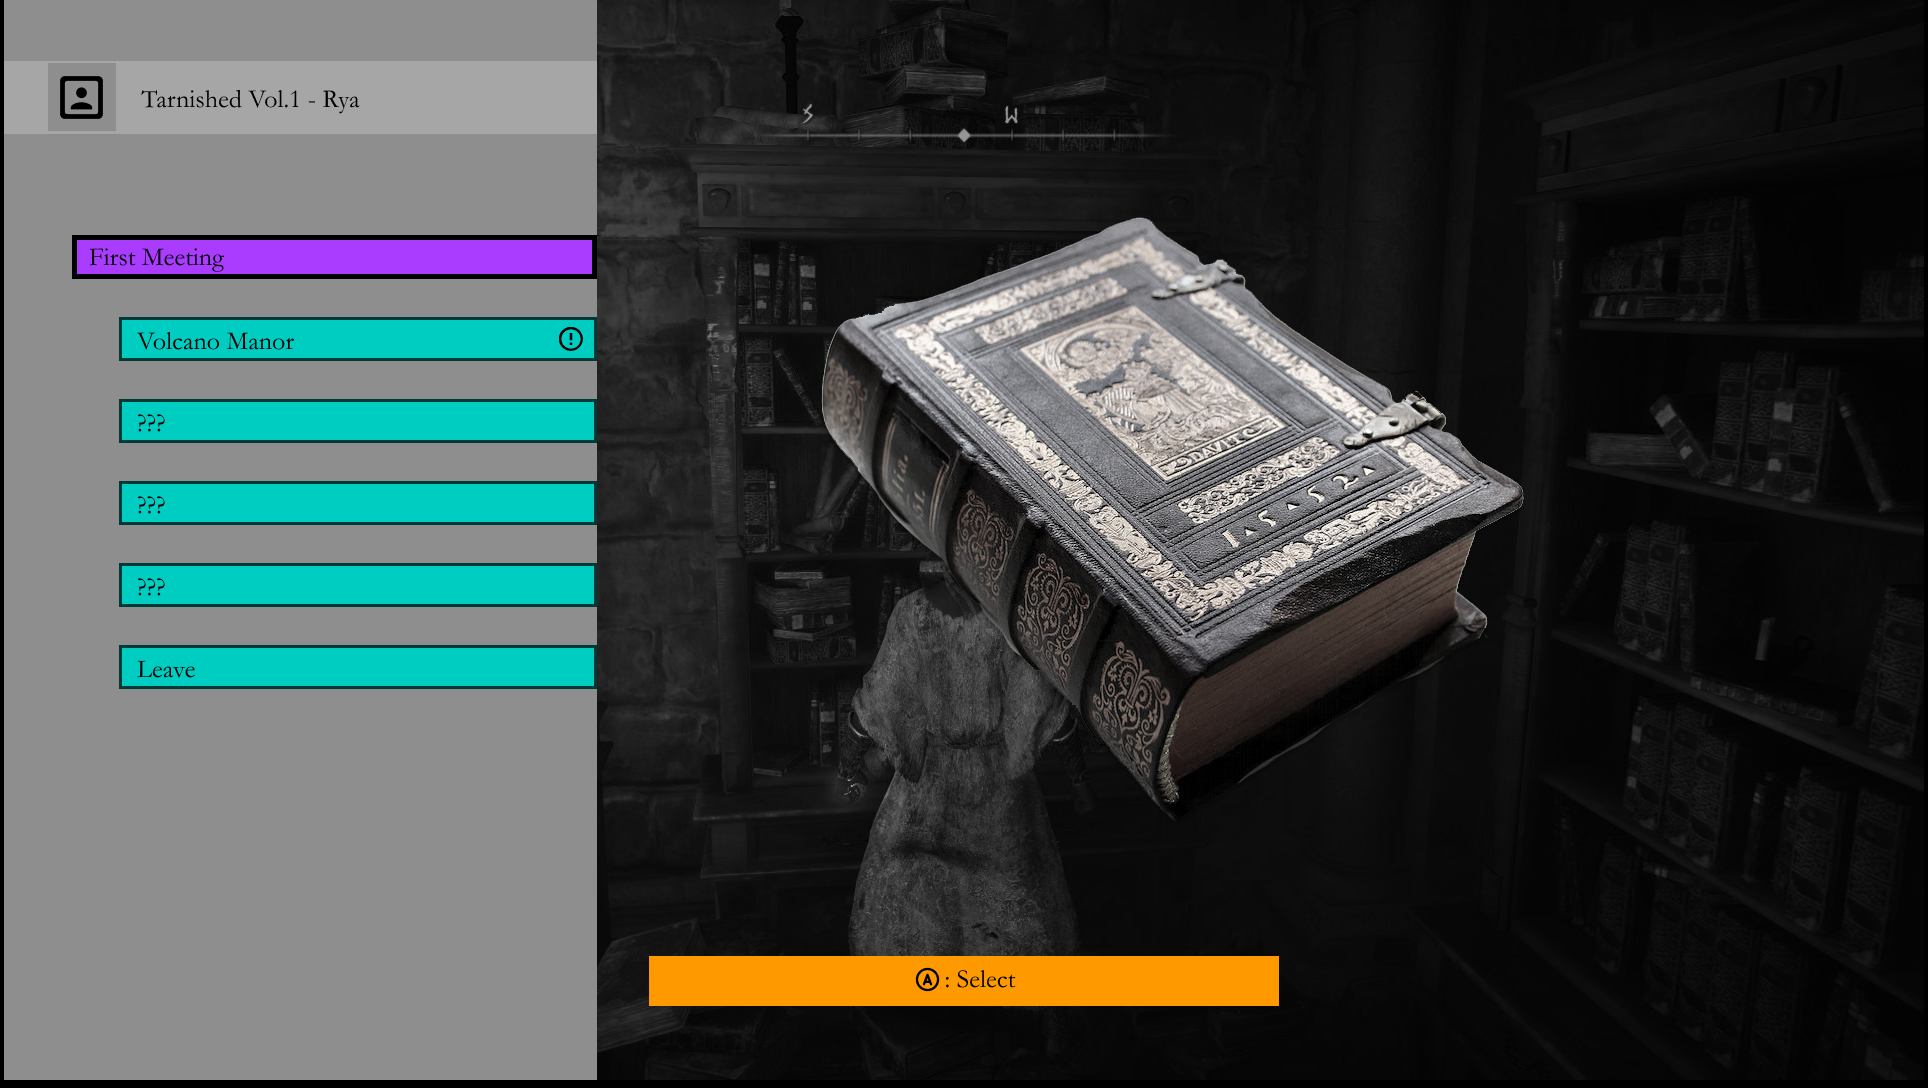 Tarnished Vol.1 - Rya
S
W
First Meeting
Volcano Manor
???
???
???
Leave
A : Select